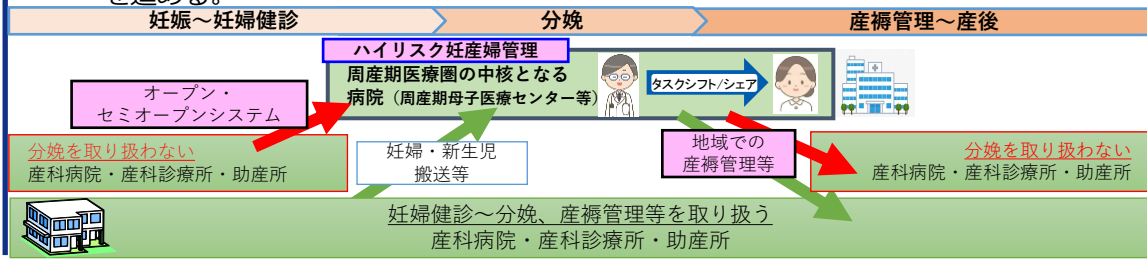 を進める。
妊娠～妊婦健診
分娩
産褥管理～産後
ハイリスク妊産婦管理
周産期医療圏の中核となる
病院（周産期母子医療センター等）
タスクシフト/シェア
オープン・
セミオープンシステム
分娩を取り扱わない
産科病院・産科診療所・助産所
妊婦・新生児
搬送等
地域での
産褥管理等
分娩を取り扱わない
産科病院・産科診療所・助産所
妊婦健診～分娩、産褥管理等を取り扱う
産科病院・産科診療所・助産所